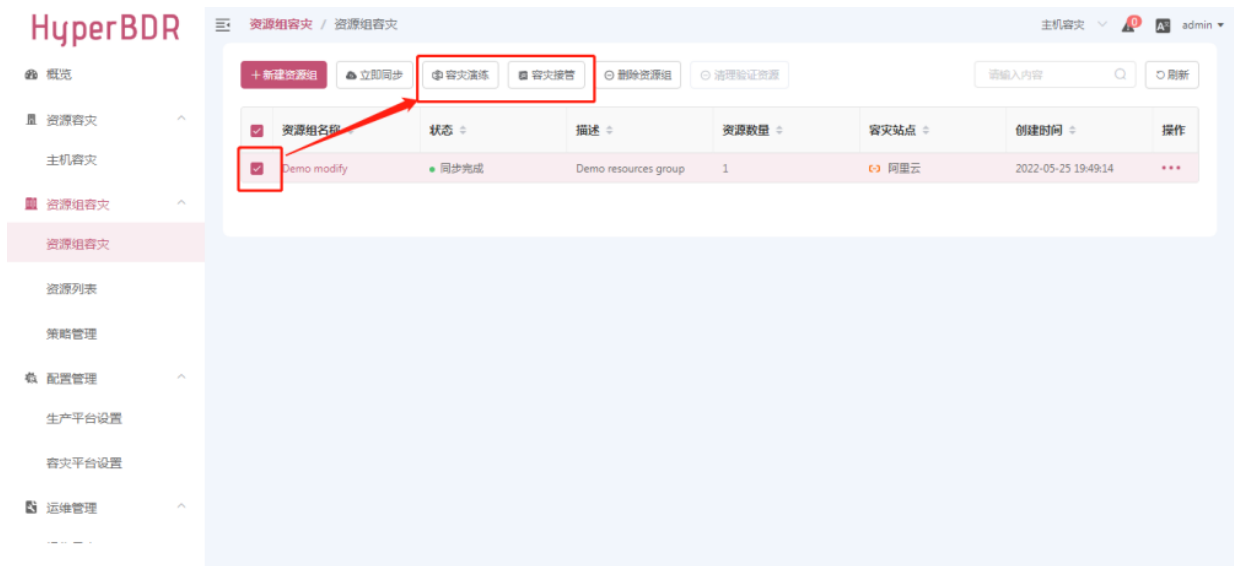 HyperBDR
资源组容灾 / 资源组容灾
主机容灾
0
A
admin
概览
资源容灾
主机容灾
资源组容灾
资源组容灾
资源列表
策略管理
配置管理
生产平台设置
容灾平台设置
运维管理
+新建资源组
立即同步
容灾演练
容灾接管
删除资源组
清理验证资源
请输入内容
刷新
资源组名称 状态 描述 资源数量 容灾站点 创建时间 操作
Demo modify 同步完成 Demo resources group 1 阿里云 2022-05-25 19:49:14 •••